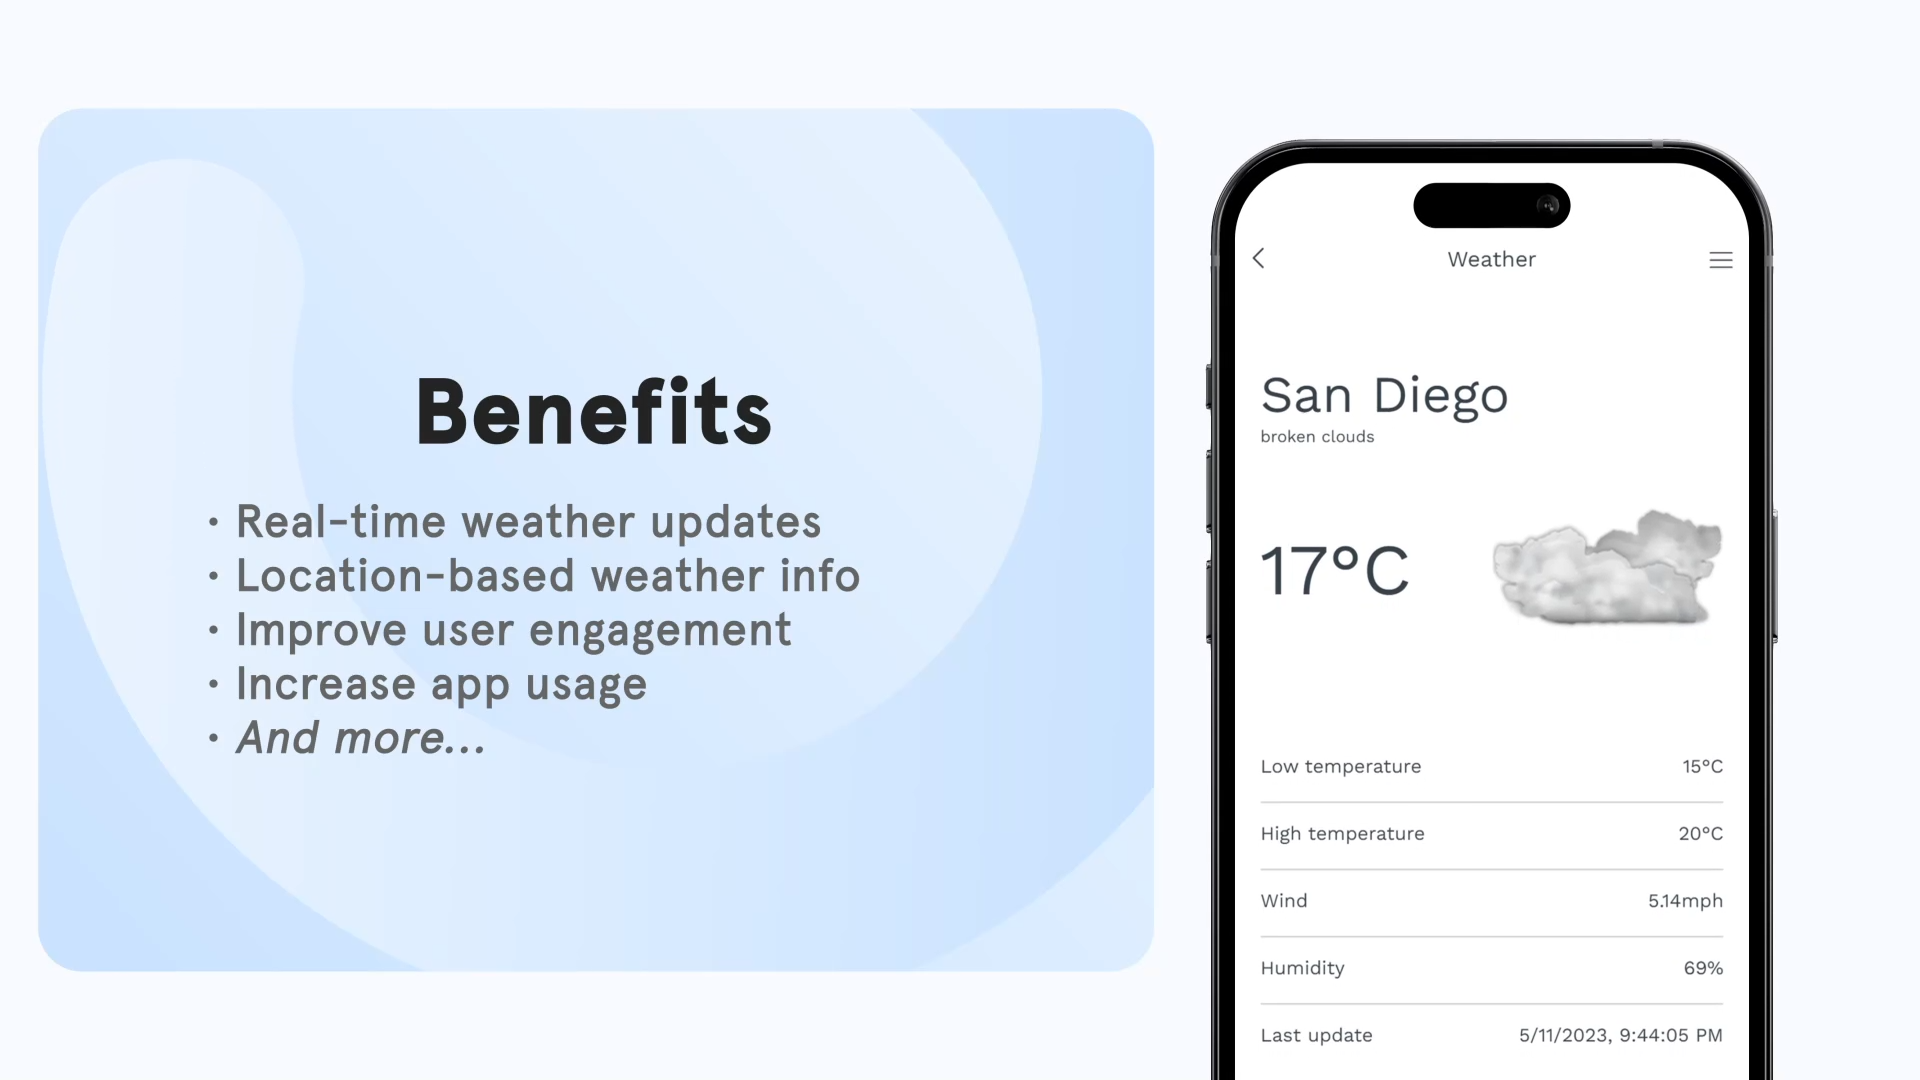 Benefits
• Real-time weather updates
• Location-based weather info
• Improve user engagement
• Increase app usage
• And more...
Weather
San Diego
broken clouds
17°C
Low temperature 15°C
High temperature 20°C
Wind 5.14mph
Humidity 69%
Last update 5/11/2023, 9:44:05 PM